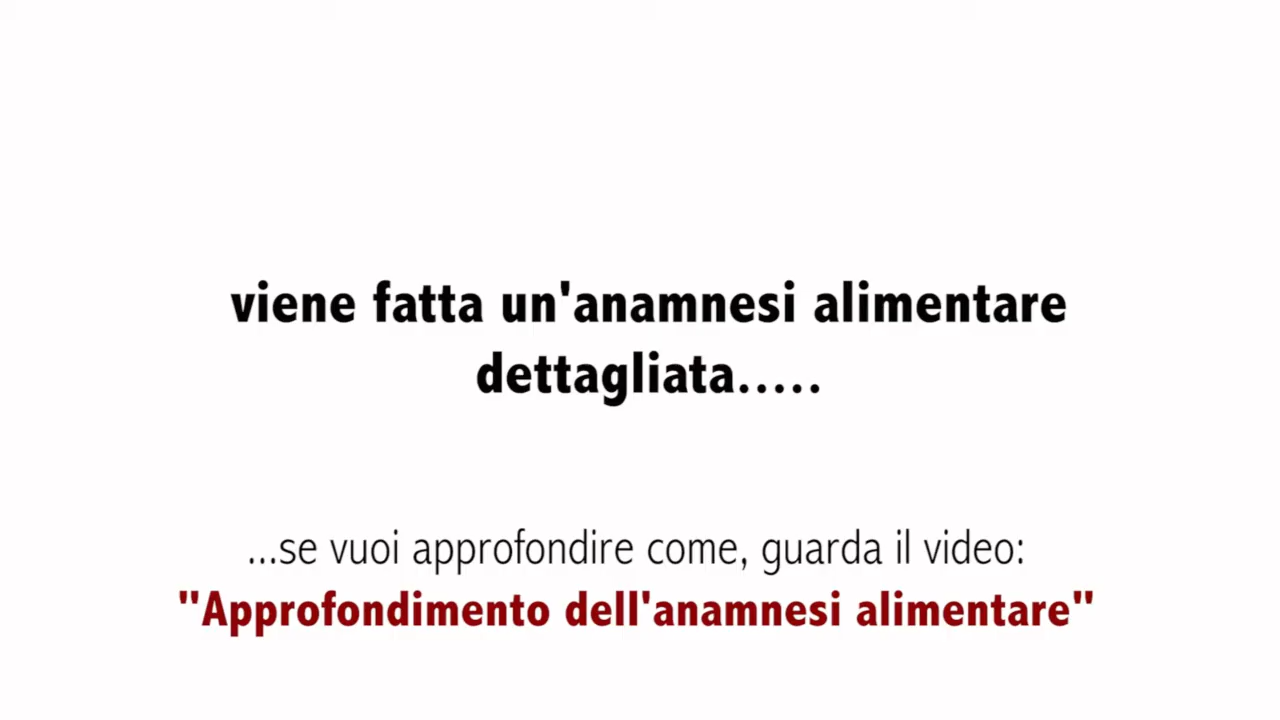 viene fatta un'anamnesi alimentare
dettagliata.....
...se vuoi approfondire come, guarda il video:
"Approfondimento dell'anamnesi alimentare"